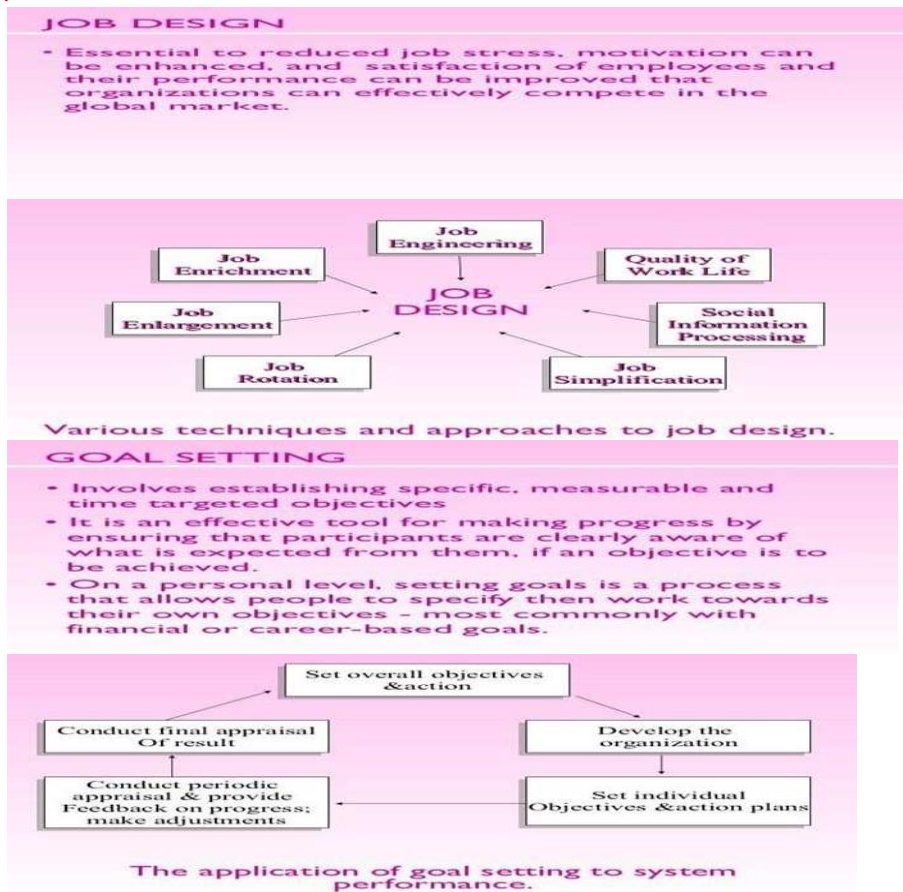 JOB DESIGN
• Essential to reduced job stress, motivation can
be enhanced, and satisfaction of employees and
their performance can be improved that
organizations can effectively compete in the
global market.
Job
Engineering
Job
Enrichment
Quality of
Work Life
JOB
DESIGN
Job
Enlargement
Social
Information
Processing
Job
Rotation
Job
Simplification
Various techniques and approaches to job design.
GOAL SETTING
• Involves establishing specific, measurable and
time targeted objectives
• It is an effective tool for making progress by
ensuring that participants are clearly aware of
what is expected from them, if an objective is to
be achieved.
• On a personal level, setting goals is a process
that allows people to specify then work towards
their own objectives - most commonly with
financial or career-based goals.
Set overall objectives
&action
Conduct final appraisal
Of result
Develop the
organization
Conduct periodic
appraisal & provide
Feedback on progress;
make adjustments
Set individual
Objectives &action plans
The application of goal setting to system
performance.